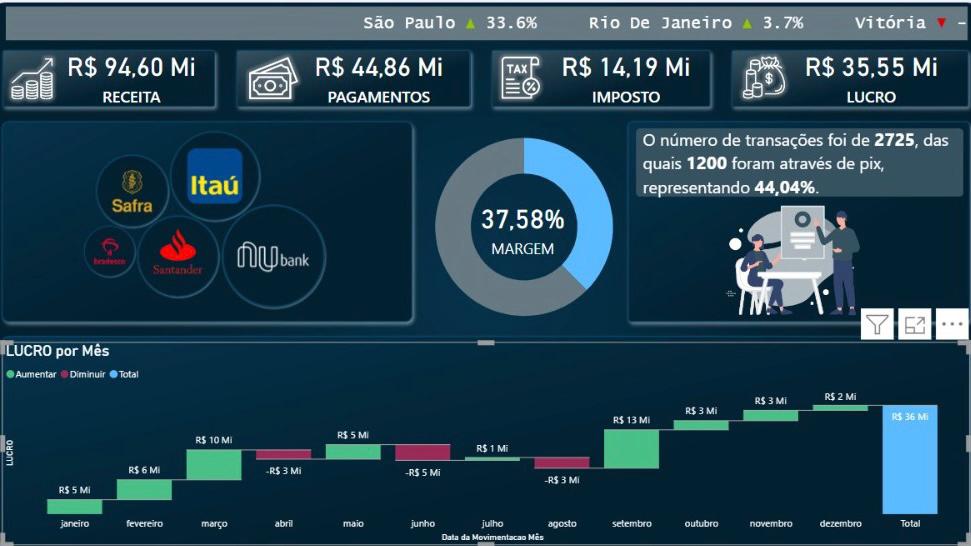 São Paulo ▲ 33.6% Rio De Janeiro ▲ 3.7% Vitória ▼ -
R$ 94,60 Mi
RECEITA
R$ 44,86 Mi
PAGAMENTOS
TAX
R$ 14,19 Mi
IMPOSTO
R$ 35,55 Mi
LUCRO
Safra
Itaú
bradesco
Santander
nu bank
37,58%
MARGEM
O número de transações foi de 2725, das
quais 1200 foram através de pix,
representando 44,04%.
LUCRO por Mês
Aumentar Diminuir Total
LUCRO
R$ 5 Mi
R$ 6 Mi
R$ 10 Mi
-R$ 3 Mi
R$ 5 Mi
-R$ 5 Mi
R$ 1 Mi
-R$ 3 Mi
R$ 13 Mi
R$ 3 Mi
R$ 3 Mi
R$ 2 Mi
R$ 36 Mi
janeiro fevereiro março abril maio junho julho agosto setembro outubro novembro dezembro Total
Data da Movimentacao Mês